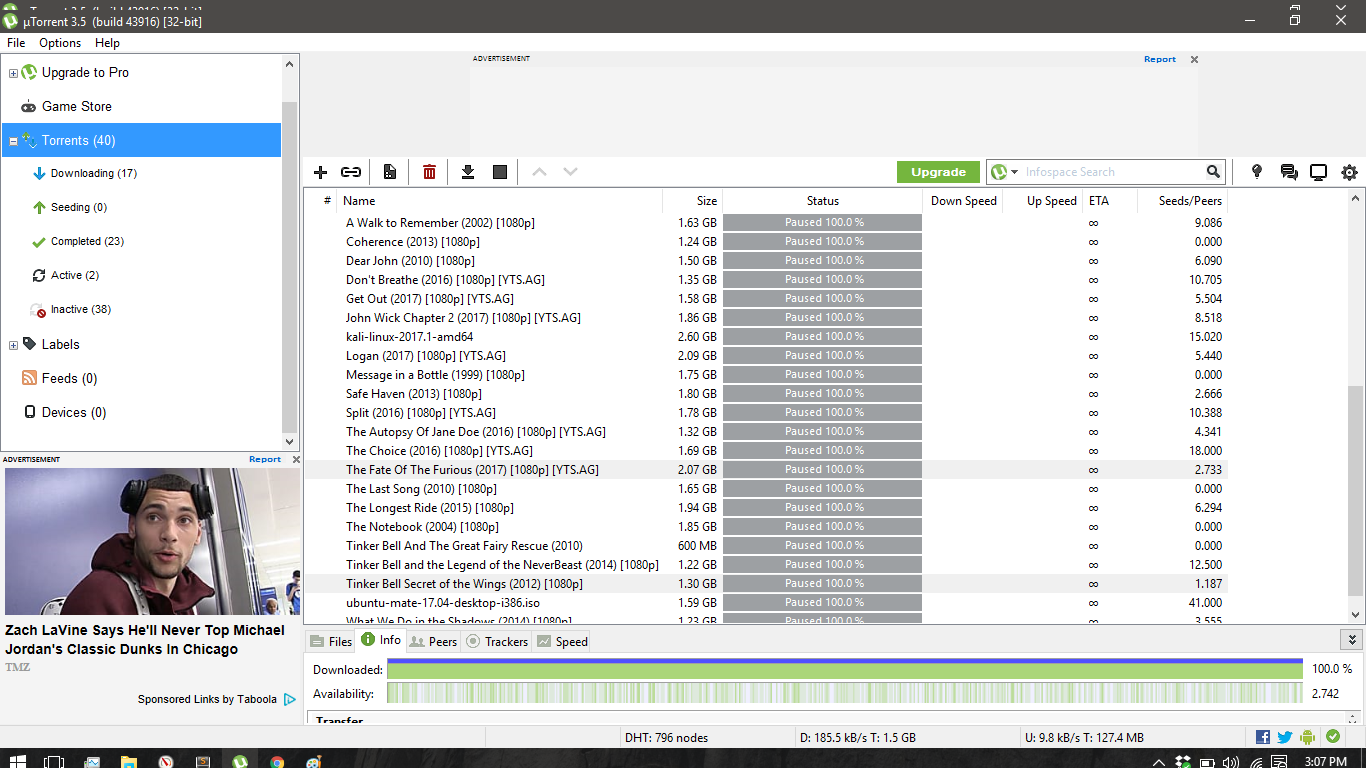 µTorrent 3.5 (build 43916) [32-bit]
µTorrent 3.5 (build 43916) [32-bit]
File Options Help
Upgrade to Pro
Game Store
Torrents (40)
Downloading (17)
Seeding (0)
Completed (23)
Active (2)
Inactive (38)
Labels
Feeds (0)
Devices (0)
ADVERTISEMENT Report
Zach LaVine Says He'll Never Top Michael
Jordan's Classic Dunks In Chicago
TMZ
Sponsored Links by Taboola
ADVERTISEMENT Report
Upgrade Infospace Search
# Name Size Status Down Speed Up Speed ETA Seeds/Peers
A Walk to Remember (2002) [1080p] 1.63 GB Paused 100.0 % ∞ 9.086
Coherence (2013) [1080p] 1.24 GB Paused 100.0 % ∞ 0.000
Dear John (2010) [1080p] 1.50 GB Paused 100.0 % ∞ 6.090
Don't Breathe (2016) [1080p] [YTS.AG] 1.35 GB Paused 100.0 % ∞ 10.705
Get Out (2017) [1080p] [YTS.AG] 1.58 GB Paused 100.0 % ∞ 5.504
John Wick Chapter 2 (2017) [1080p] [YTS.AG] 1.86 GB Paused 100.0 % ∞ 8.518
kali-linux-2017.1-amd64 2.60 GB Paused 100.0 % ∞ 15.020
Logan (2017) [1080p] [YTS.AG] 2.09 GB Paused 100.0 % ∞ 5.440
Message in a Bottle (1999) [1080p] 1.75 GB Paused 100.0 % ∞ 0.000
Safe Haven (2013) [1080p] 1.80 GB Paused 100.0 % ∞ 2.666
Split (2016) [1080p] [YTS.AG] 1.78 GB Paused 100.0 % ∞ 10.388
The Autopsy Of Jane Doe (2016) [1080p] [YTS.AG] 1.32 GB Paused 100.0 % ∞ 4.341
The Choice (2016) [1080p] [YTS.AG] 1.69 GB Paused 100.0 % ∞ 18.000
The Fate Of The Furious (2017) [1080p] [YTS.AG] 2.07 GB Paused 100.0 % ∞ 2.733
The Last Song (2010) [1080p] 1.65 GB Paused 100.0 % ∞ 0.000
The Longest Ride (2015) [1080p] 1.94 GB Paused 100.0 % ∞ 6.294
The Notebook (2004) [1080p] 1.85 GB Paused 100.0 % ∞ 0.000
Tinker Bell And The Great Fairy Rescue (2010) 600 MB Paused 100.0 % ∞ 0.000
Tinker Bell and the Legend of the NeverBeast (2014) [1080p] 1.22 GB Paused 100.0 % ∞ 12.500
Tinker Bell Secret of the Wings (2012) [1080p] 1.30 GB Paused 100.0 % ∞ 1.187
ubuntu-mate-17.04-desktop-i386.iso 1.59 GB Paused 100.0 % ∞ 41.000
What We Do in the Shadows (2014) [1080p] 1.23 GB Paused 100.0 % ∞ 3.555
Files Info Peers Trackers Speed
Downloaded: 100.0 %
Availability: 2.742
Transfer
DHT: 796 nodes D: 185.5 kB/s T: 1.5 GB U: 9.8 kB/s T: 127.4 MB
3:07 PM